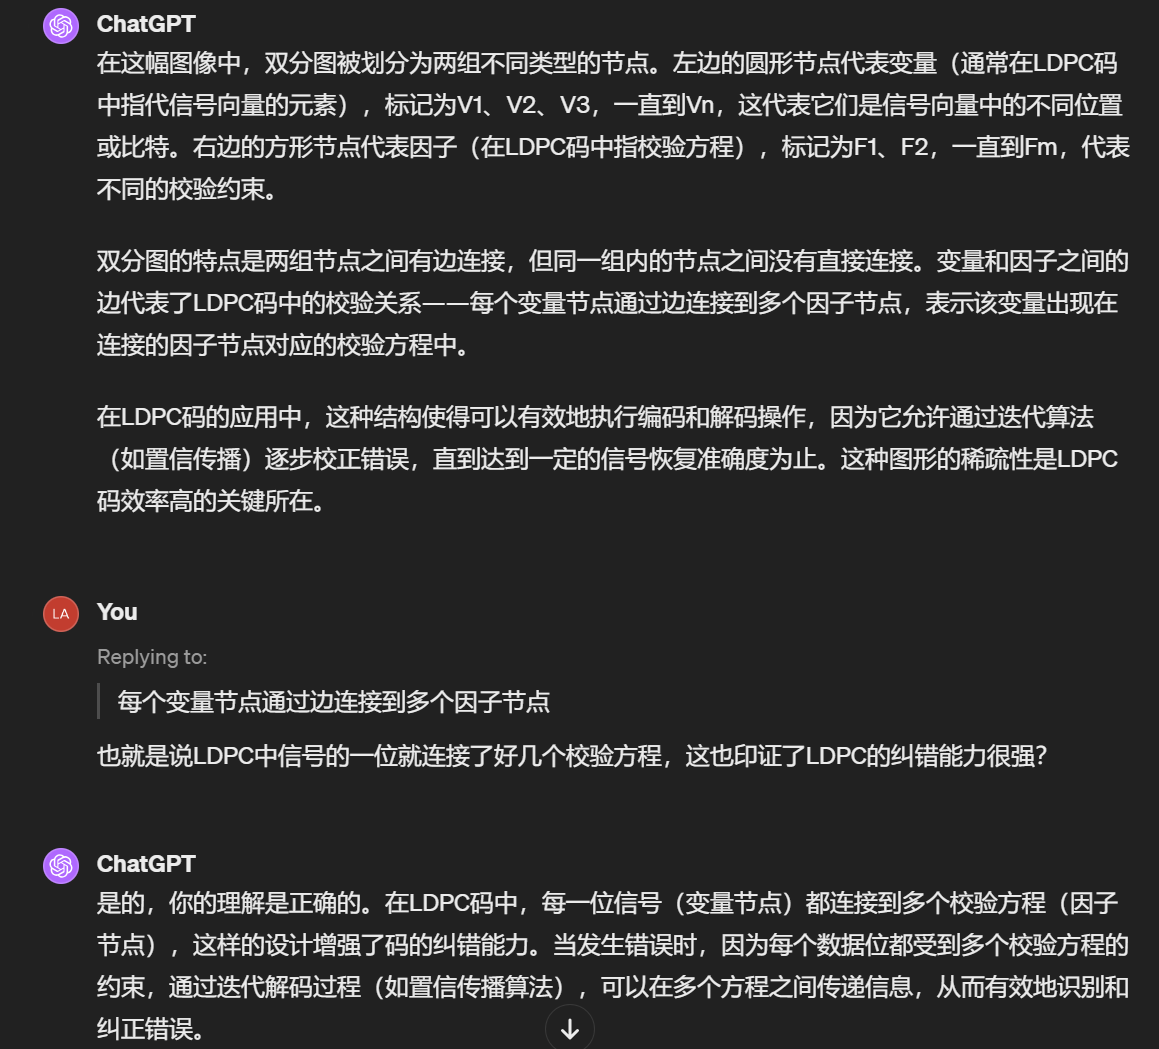 ChatGPT
在这幅图像中，双分图被划分为两组不同类型的节点。左边的圆形节点代表变量（通常在LDPC码
中指代信号向量的元素），标记为V1、V2、V3，一直到Vn，这代表它们是信号向量中的不同位置
或比特。右边的方形节点代表因子（在LDPC码中指校验方程），标记为F1、F2，一直到Fm，代表
不同的校验约束。
双分图的特点是两组节点之间有边连接，但同一组内的节点之间没有直接连接。变量和因子之间的
边代表了LDPC码中的校验关系——每个变量节点通过边连接到多个因子节点，表示该变量出现在
连接的因子节点对应的校验方程中。
在LDPC码的应用中，这种结构使得可以有效地执行编码和解码操作，因为它允许通过迭代算法
（如置信传播）逐步校正错误，直到达到一定的信号恢复准确度为止。这种图形的稀疏性是LDPC
码效率高的关键所在。
LA
You
Replying to:
每个变量节点通过边连接到多个因子节点
也就是说LDPC中信号的一位就连接了好几个校验方程，这也印证了LDPC的纠错能力很强？
ChatGPT
是的，你的理解是正确的。在LDPC码中，每一位信号（变量节点）都连接到多个校验方程（因子
节点），这样的设计增强了码的纠错能力。当发生错误时，因为每个数据位都受到多个校验方程的
约束，通过迭代解码过程（如置信传播算法），可以在多个方程之间传递信息，从而有效地识别和
纠正错误。